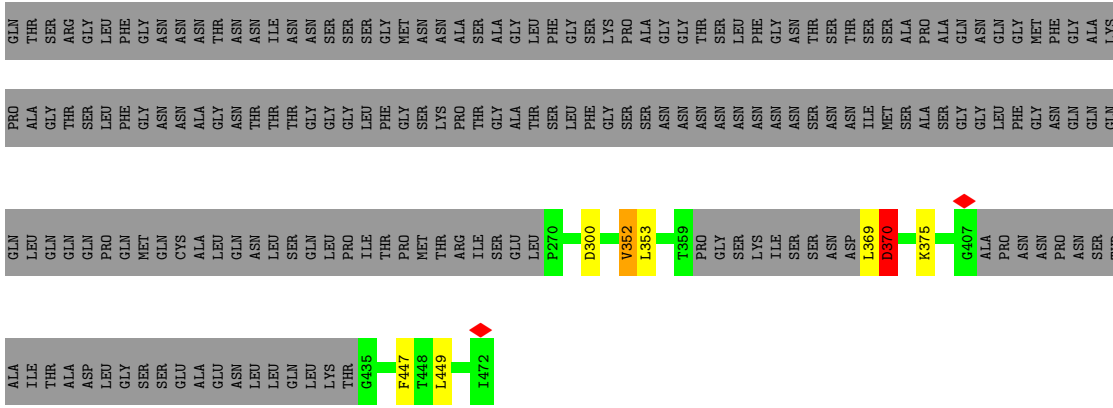 GLN THR SER ARG GLY LEU PHE GLY ASN ASN ASN THR ASN ASN ILE ASN ASN SER SER SER GLY MET ASN ASN ALA SER ALA GLY LEU PHE GLY SER LYS PRO ALA GLY GLY THR SER LEU PHE GLY ASN THR SER THR SER SER ALA PRO ALA GLN ASN GLN GLY MET PHE GLY ALA LYS
PRO ALA GLY THR SER LEU PHE GLY ASN ASN ALA GLY ASN THR THR THR GLY GLY GLY LEU PHE GLY SER LYS PRO THR GLY ALA THR SER LEU PHE GLY SER SER ASN ASN ASN ASN ASN ASN ASN ASN SER ASN ASN ILE MET SER ALA SER GLY GLY LEU PHE GLY ASN GLN GLN GLN
GLN LEU GLN GLN GLN PRO GLN MET GLN CYS ALA LEU GLN ASN LEU SER GLN LEU PRO ILE THR PRO MET THR ARG ILE SER GLU LEU P270 D300 V352 L353 T359 PRO GLY SER LYS ILE SER SER ASN ASP L369 D370 K375 G407 ALA PRO ASN ASN PRO ASN SER
ALA ILE THR ALA ASP LEU GLY SER SER GLU ALA GLU ASN LEU LEU GLN LEU LYS THR G435 F447 T448 L449 I472